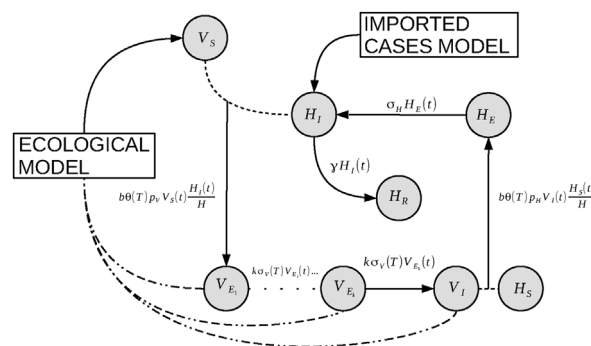 IMPORTED
CASES MODEL
V_S
H_I
σ_H H_E(t)
H_E
ECOLOGICAL
MODEL
γ H_I(t)
H_R
bθ(T) p_V V_S(t) H_I(t)/H
bθ(T) p_H V_I(t) H_S(t)/H
V_{E_1}
kσ_V(T)V_{E_1}(t)...
V_{E_k}
kσ_V(T)V_{E_k}(t)
V_I
H_S